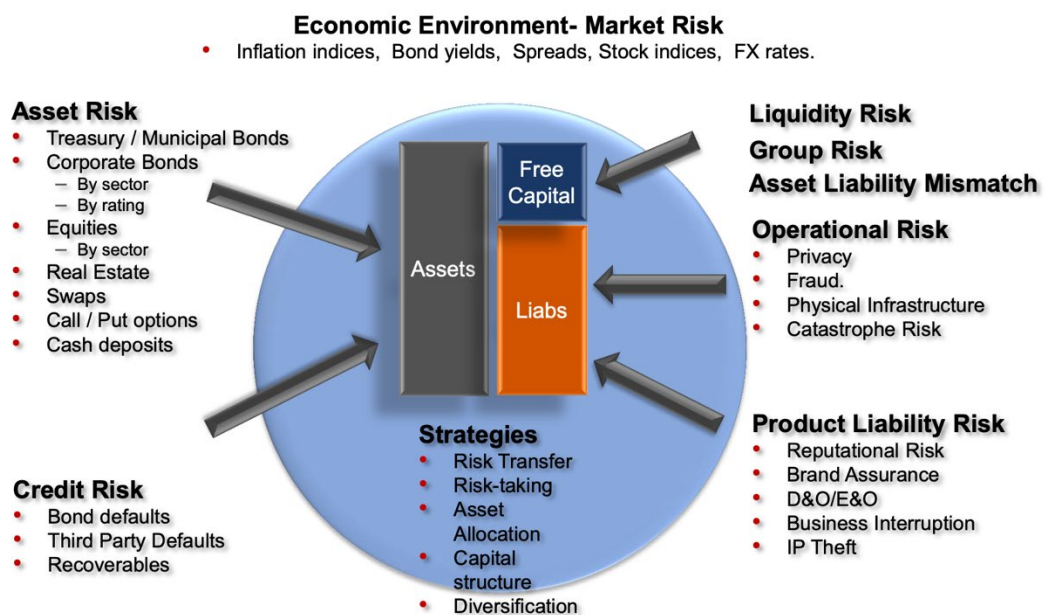 Economic Environment- Market Risk
• Inflation indices, Bond yields, Spreads, Stock indices, FX rates.
Asset Risk
• Treasury / Municipal Bonds
• Corporate Bonds
– By sector
– By rating
• Equities
– By sector
• Real Estate
• Swaps
• Call / Put options
• Cash deposits
Credit Risk
• Bond defaults
• Third Party Defaults
• Recoverables
Assets
Free
Capital
Liabs
Strategies
• Risk Transfer
• Risk-taking
• Asset
Allocation
• Capital
structure
• Diversification
Liquidity Risk
Group Risk
Asset Liability Mismatch
Operational Risk
• Privacy
• Fraud.
• Physical Infrastructure
• Catastrophe Risk
Product Liability Risk
• Reputational Risk
• Brand Assurance
• D&O/E&O
• Business Interruption
• IP Theft